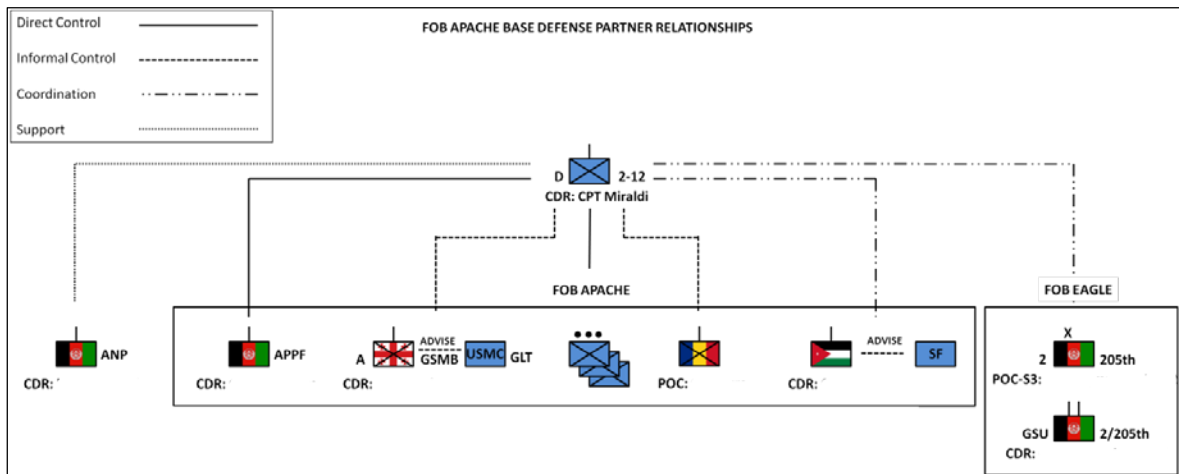 Direct Control
FOB APACHE BASE DEFENSE PARTNER RELATIONSHIPS
Informal Control
Coordination
Support
D 2-12
CDR: CPT Miraldi
FOB APACHE
FOB EAGLE
ANP
CDR:
APPF
CDR:
A ADVISE GSMB USMC GLT
CDR:
POC:
ADVISE SF
CDR:
X
2 205th
POC-S3:
GSU 2/205th
CDR: